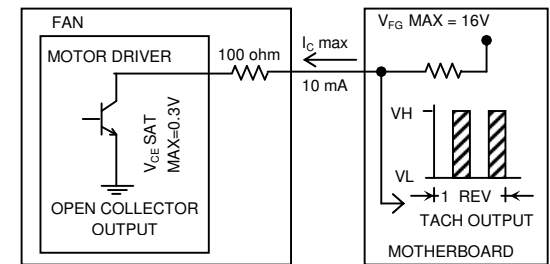 FAN
MOTOR DRIVER
100 ohm
IC max
10 mA
VCE SAT
MAX=0.3V
OPEN COLLECTOR
OUTPUT
VFG MAX = 16V
VH
VL
1 REV
TACH OUTPUT
MOTHERBOARD